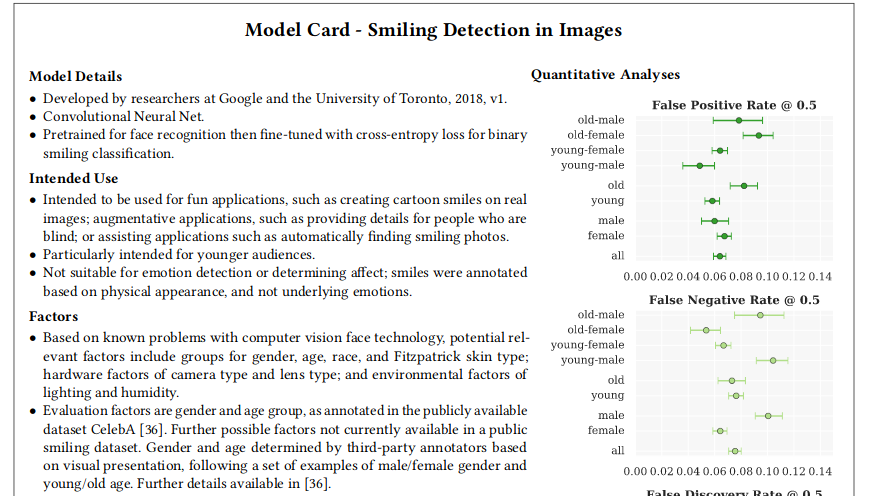 Model Card - Smiling Detection in Images
Model Details
• Developed by researchers at Google and the University of Toronto, 2018, v1.
• Convolutional Neural Net.
• Pretrained for face recognition then fine-tuned with cross-entropy loss for binary
smiling classification.
Intended Use
• Intended to be used for fun applications, such as creating cartoon smiles on real
images; augmentative applications, such as providing details for people who are
blind; or assisting applications such as automatically finding smiling photos.
• Particularly intended for younger audiences.
• Not suitable for emotion detection or determining affect; smiles were annotated
based on physical appearance, and not underlying emotions.
Factors
• Based on known problems with computer vision face technology, potential rel-
evant factors include groups for gender, age, race, and Fitzpatrick skin type;
hardware factors of camera type and lens type; and environmental factors of
lighting and humidity.
• Evaluation factors are gender and age group, as annotated in the publicly available
dataset CelebA [36]. Further possible factors not currently available in a public
smiling dataset. Gender and age determined by third-party annotators based
on visual presentation, following a set of examples of male/female gender and
young/old age. Further details available in [36].
Quantitative Analyses
False Positive Rate @ 0.5
old-male
old-female
young-female
young-male
old
young
male
female
all
0.00 0.02 0.04 0.06 0.08 0.10 0.12 0.14
False Negative Rate @ 0.5
old-male
old-female
young-female
young-male
old
young
male
female
all
0.00 0.02 0.04 0.06 0.08 0.10 0.12 0.14
False Discovery Rate @ 0.5